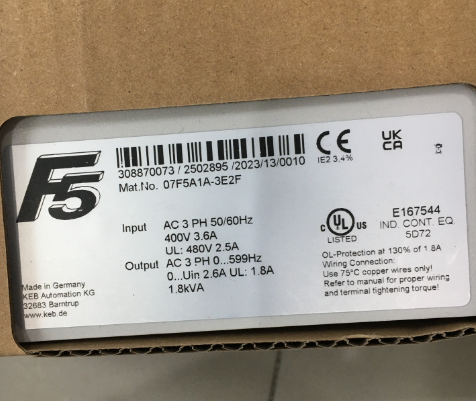 F5
308870073 / 2502895 /2023/13/0010
Mat.No. 07F5A1A-3E2F
CE
IE2 3,4%
UK
CA
Input AC 3 PH 50/60Hz
400V 3.6A
UL: 480V 2.5A
Output AC 3 PH 0...599Hz
0...Uin 2.6A UL: 1.8A
1.8kVA
Made in Germany
KEB Automation KG
32683 Barntrup
www.keb.de
c UL US
LISTED
E167544
IND. CONT. EQ.
5D72
OL-Protection at 130% of 1.8A
Wiring Connection:
Use 75°C copper wires only!
Refer to manual for proper wiring
and terminal tightening torque!